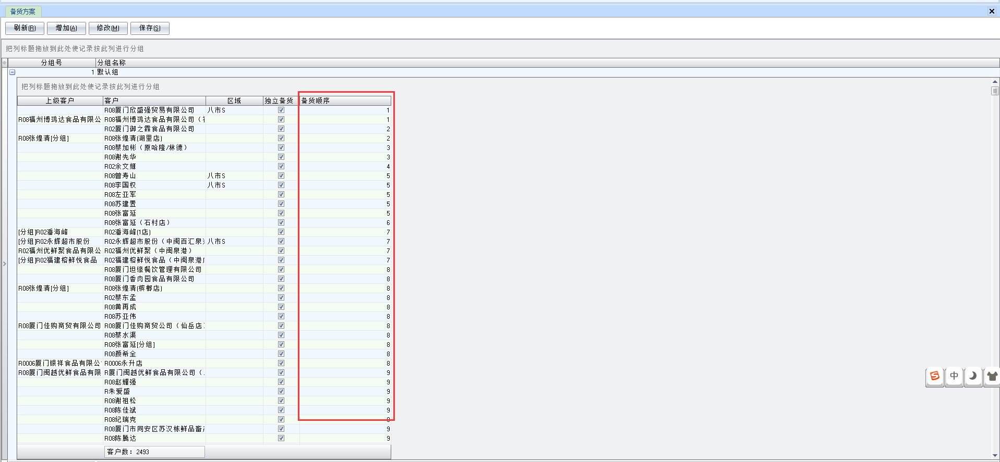 备货方案
刷新(R) 增加(A) 修改(M) 保存(S)
把列标题拖放到此处使记录按此列进行分组
分组号 分组名称
1 默认组
把列标题拖放到此处使记录按此列进行分组
上级客户 客户 区域 独立备货 备货顺序
R08厦门欣盛强贸易有限公司 八市S 1
R08福州博鸿达食品有限公 R08福州博鸿达食品有限公司（ 1
R02厦门御之霖食品有限公司 2
R08张煌清[分组] R08张煌清(湖里店) 2
R08蔡加彬（原哈隆/林德） 3
R08谢先华 3
R02余文嫄 4
R08曾寿山 八市S 5
R08李国权 八市S 5
R08左亚军 5
R08苏建置 5
R08张富延 5
R08张富延（石村店） 6
[分组]R02潘海峰 R02潘海峰(1店) 7
[分组]R02永辉超市股份 R02永辉超市股份（中闽百汇泉 八市S 7
R02福州优鲜聚食品有限公 R02福州优鲜聚（中闽泉港） 7
[分组]R02福建榕鲜悦食品 R02福建榕鲜悦食品（中闽泉港 7
R08厦门坦缘餐饮管理有限公司 8
R08厦门香肉园食品有限公司 8
R08张煌清[分组] R08张煌清(槟榔店) 8
R02蔡东孟 8
R08黄再成 8
R08苏亚伟 8
R08厦门佳购商贸有限公司 R08厦门佳购商贸公司（仙岳店 8
R08蔡水渠 8
R08张富延[分组] 8
R08颜希全 8
R0006厦门银祥食品有限公 R0006永升店 8
R08厦门闽越优鲜食品有限 R厦门闽越优鲜食品有限公司（.. 9
R08赵耀强 9
R朱爱盛 9
R08谢祖松 9
R08陈佳斌 9
R08纪瑞克 9
R08厦门市同安区苏汉栋鲜品畜 9
R08陈腾达 9
客户数：2493
中